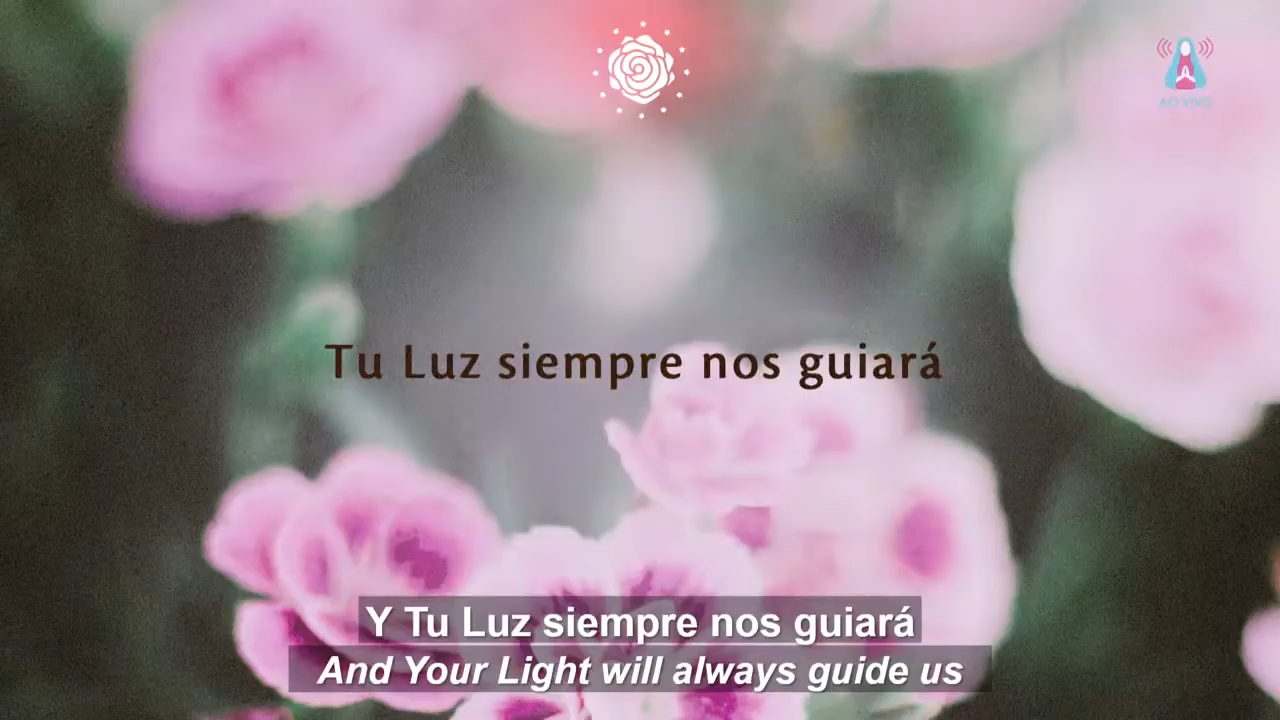 AO VIVO
Tu Luz siempre nos guiará
Y Tu Luz siempre nos guiará
And Your Light will always guide us